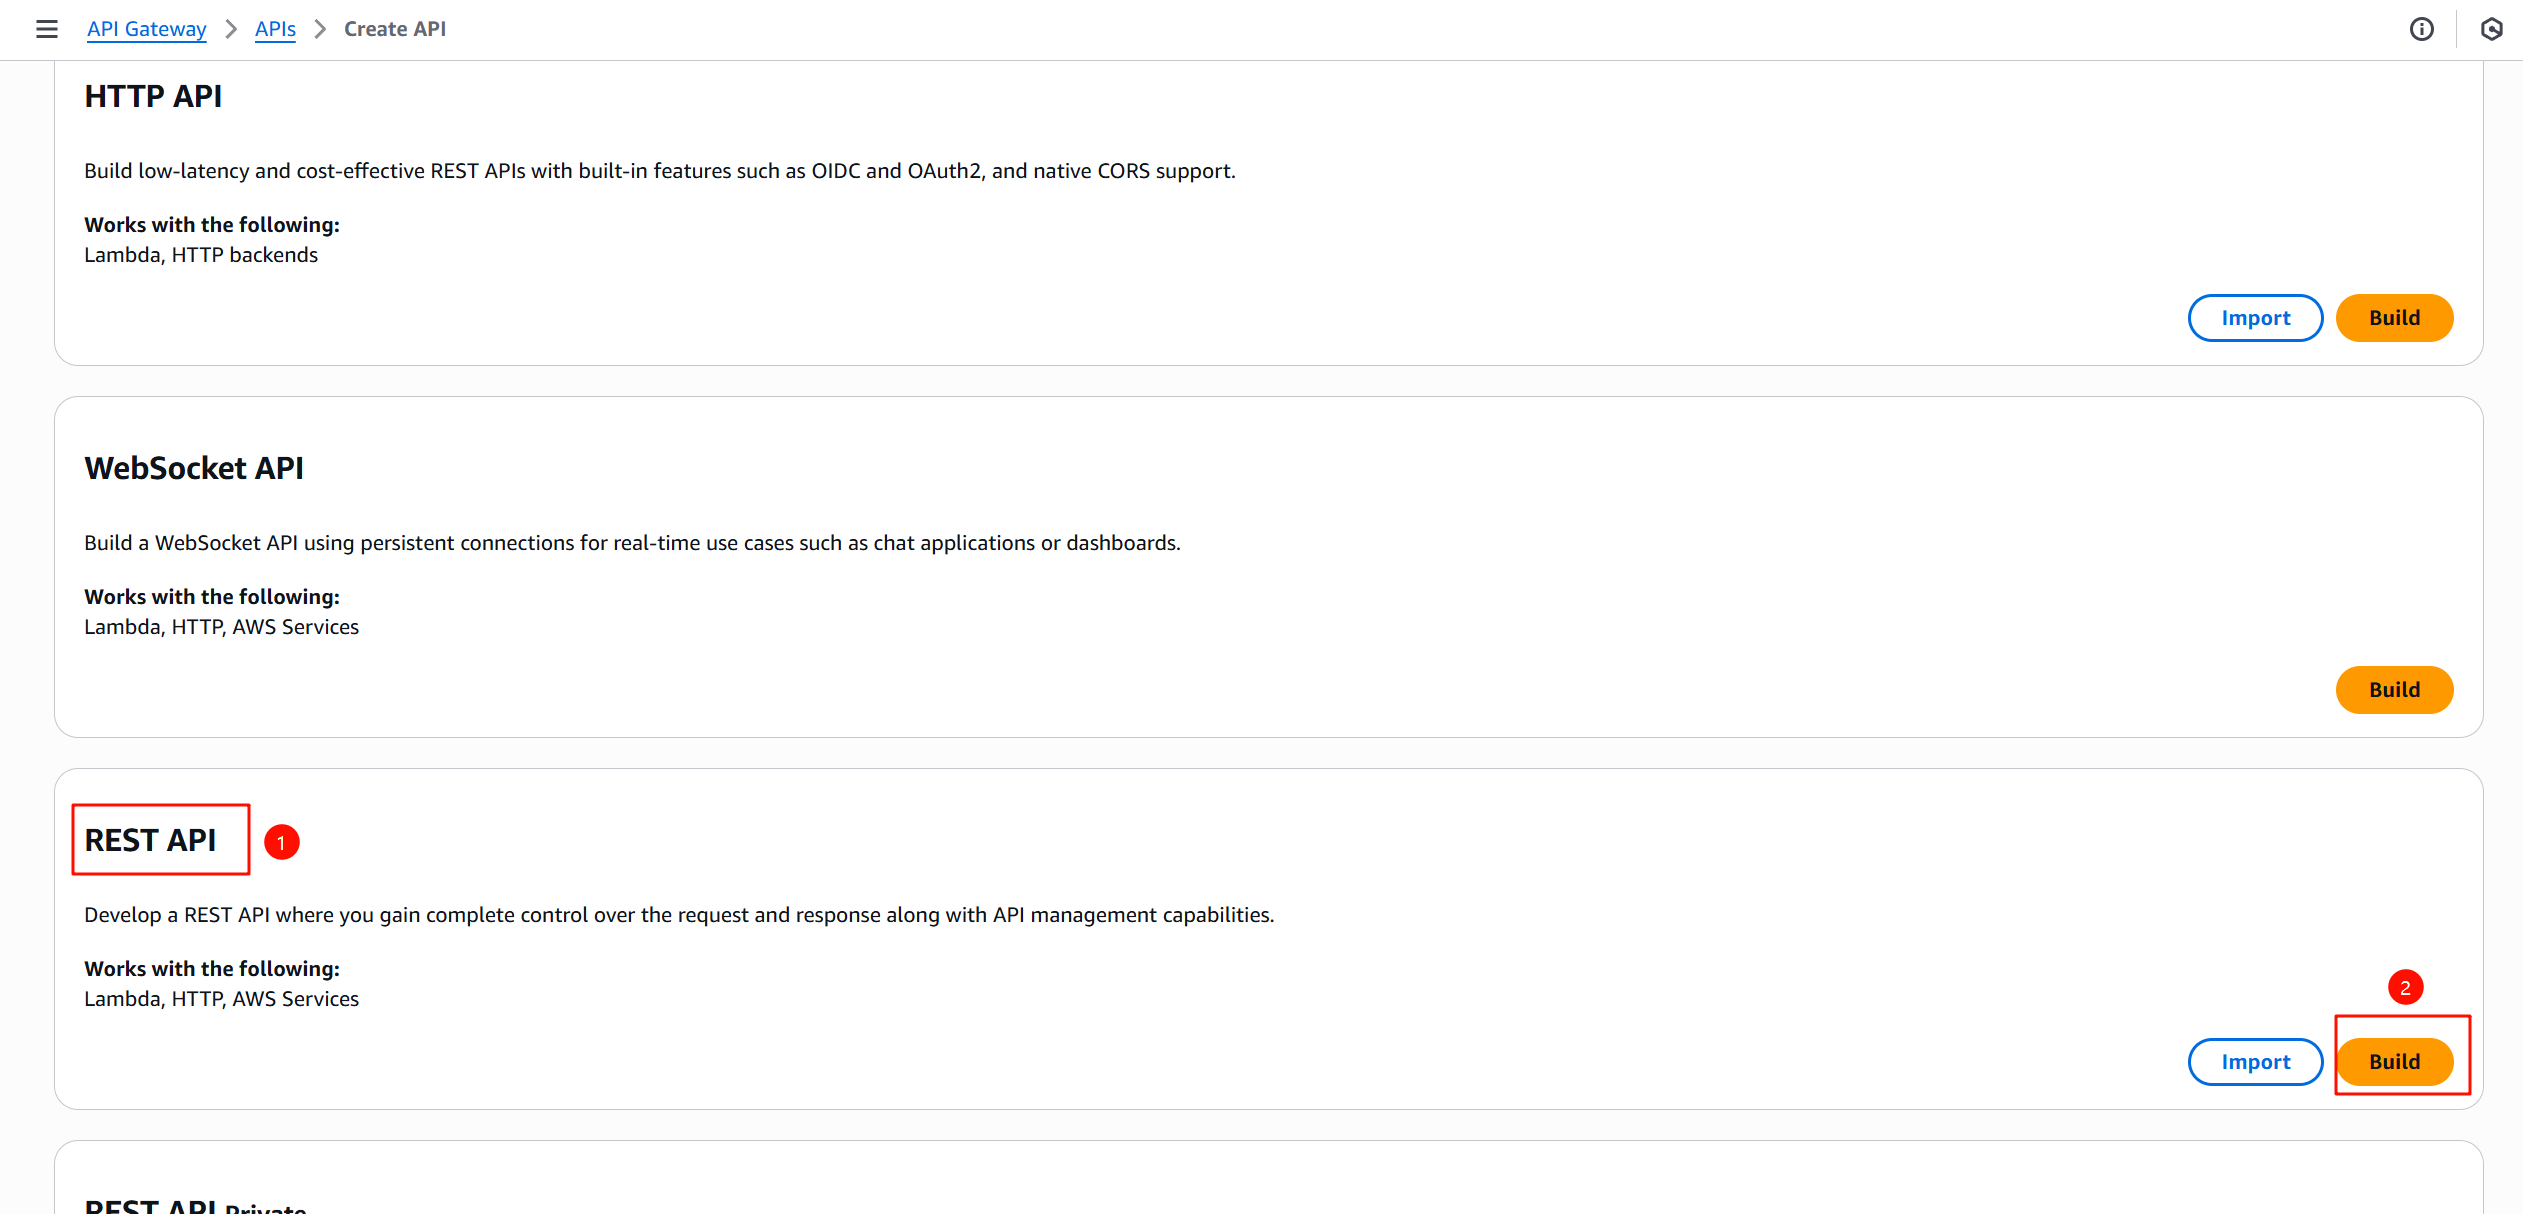 API Gateway > APIs > Create API
HTTP API
Build low-latency and cost-effective REST APIs with built-in features such as OIDC and OAuth2, and native CORS support.
Works with the following:
Lambda, HTTP backends
Import Build
WebSocket API
Build a WebSocket API using persistent connections for real-time use cases such as chat applications or dashboards.
Works with the following:
Lambda, HTTP, AWS Services
Build
REST API 1
Develop a REST API where you gain complete control over the request and response along with API management capabilities.
Works with the following:
Lambda, HTTP, AWS Services
2
Import Build
REST API Private